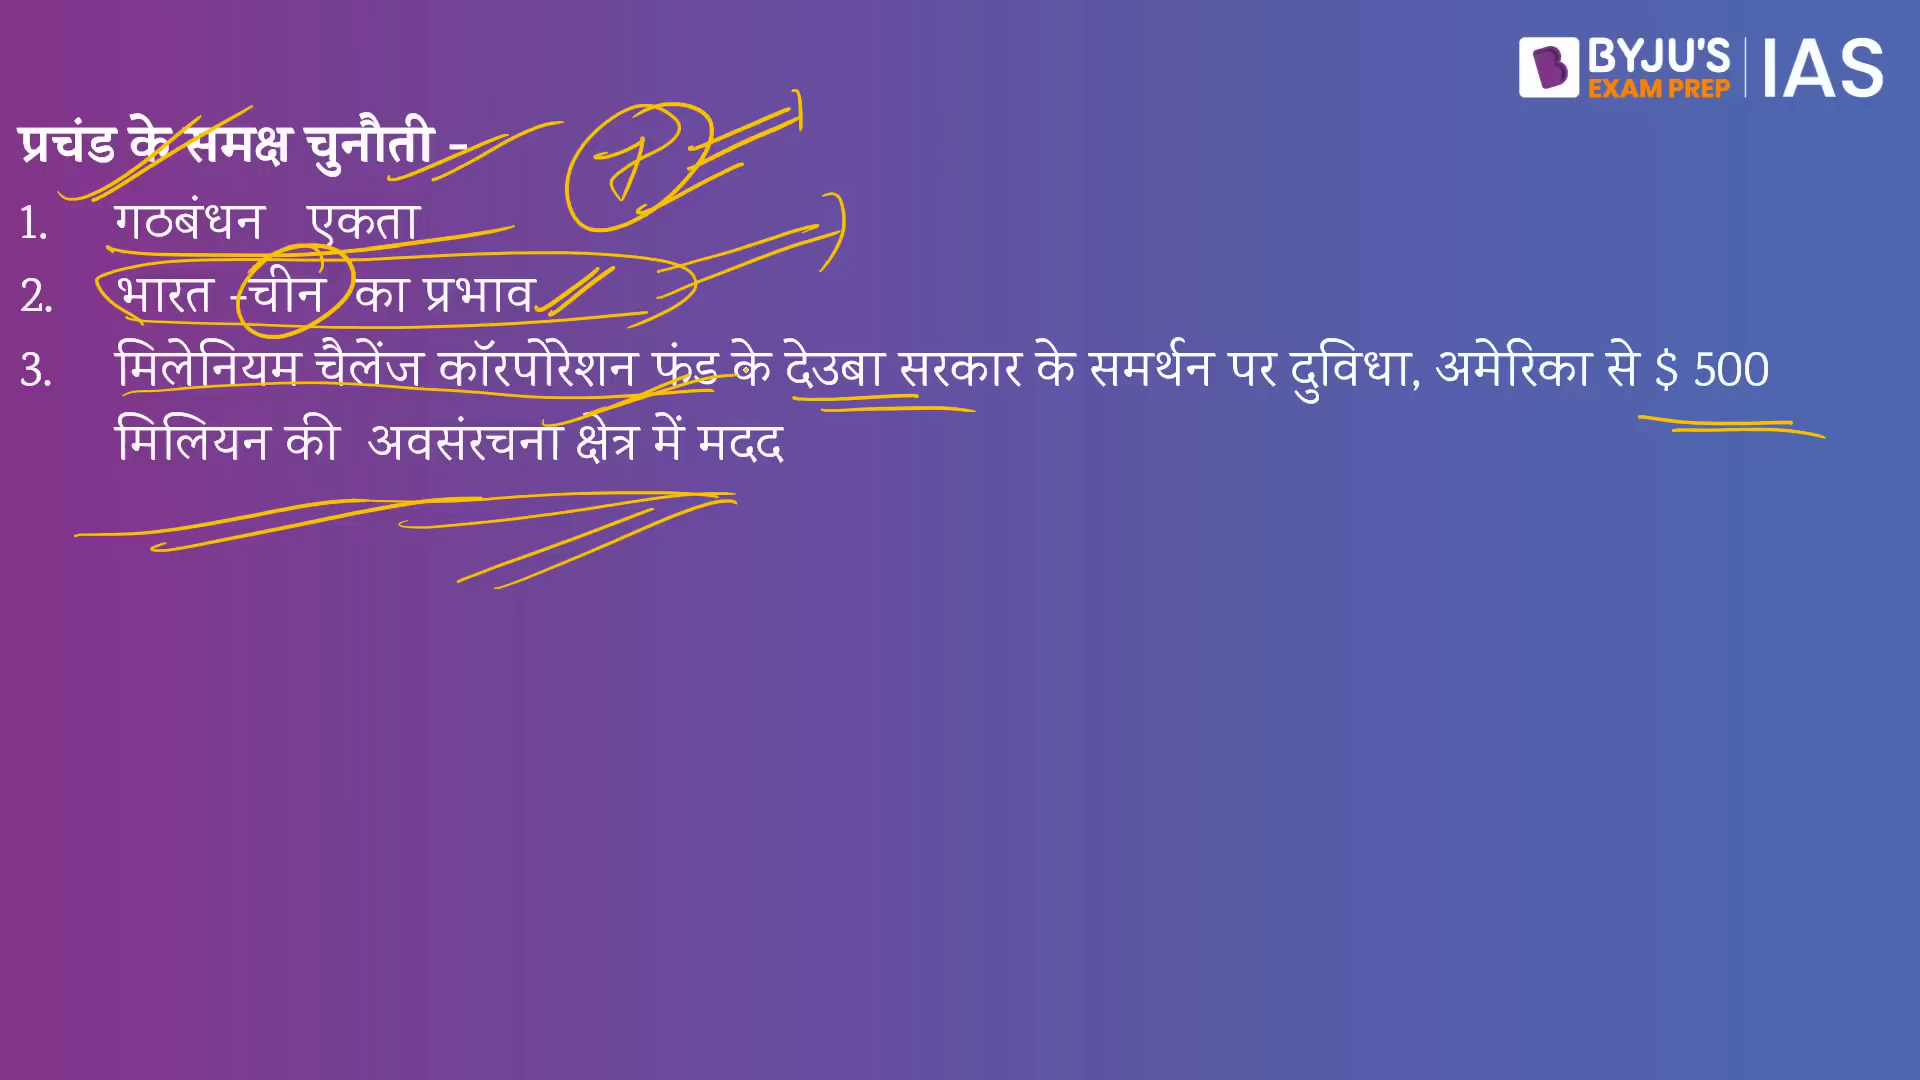 BYJU'S
EXAM PREP
IAS
प्रचंड के समक्ष चुनौती -
1. गठबंधन एकता
2. भारत -चीन का प्रभाव
3. मिलेनियम चैलेंज कॉरपोरेशन फंड के देउबा सरकार के समर्थन पर दुविधा, अमेरिका से $ 500
मिलियन की अवसंरचना क्षेत्र में मदद